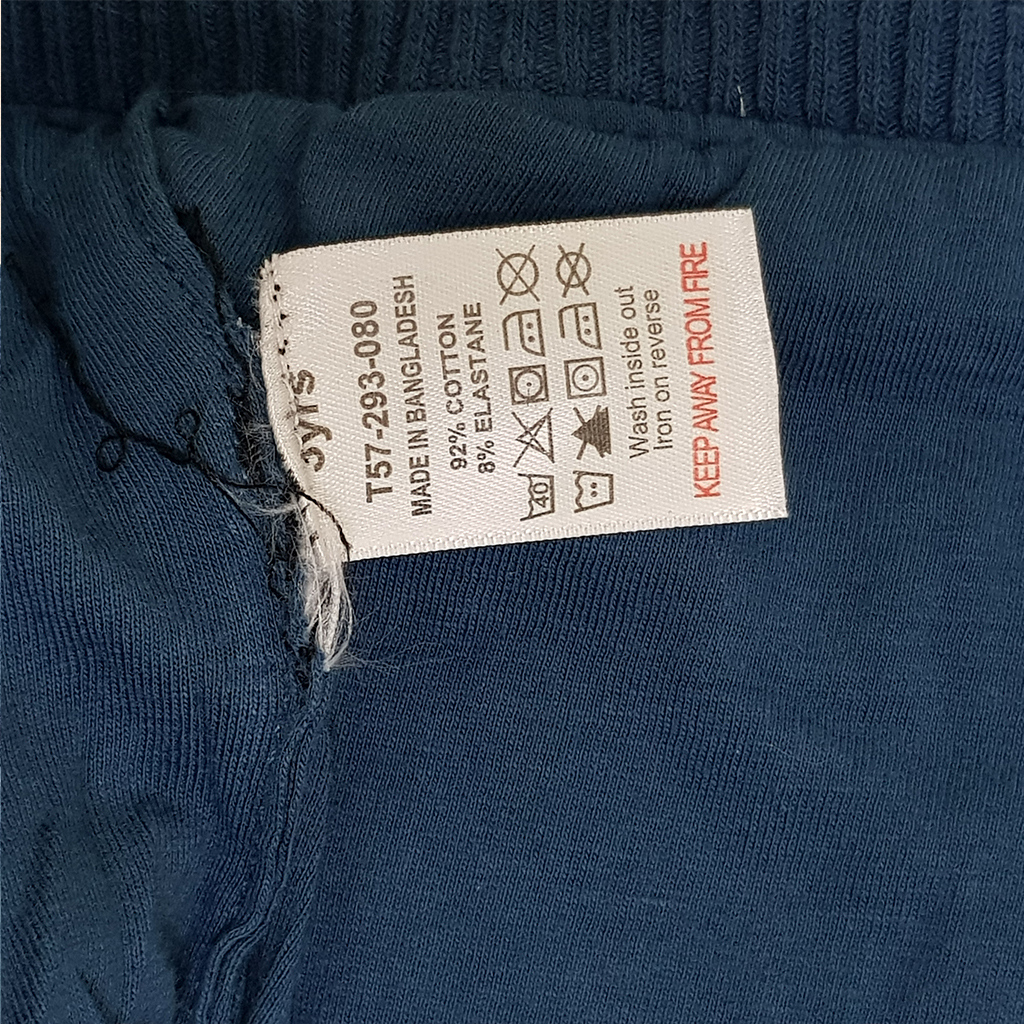 T57-293-080
MADE IN BANGLADESH
92% COTTON
8% ELASTANE
40
Wash inside out
Iron on reverse
KEEP AWAY FROM FIRE